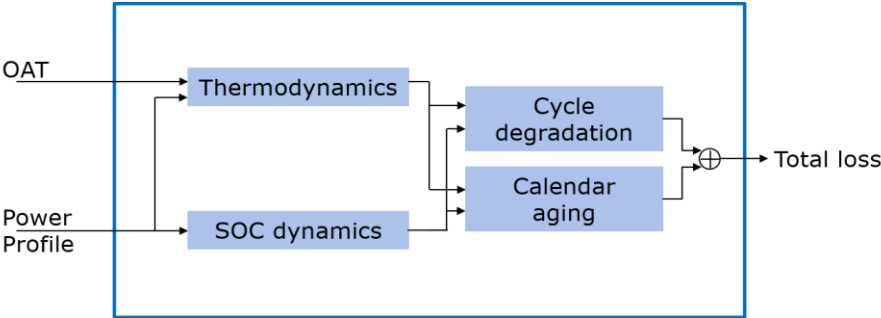 OAT
Thermodynamics
Cycle
degradation
Total loss
Calendar
aging
Power
Profile
SOC dynamics